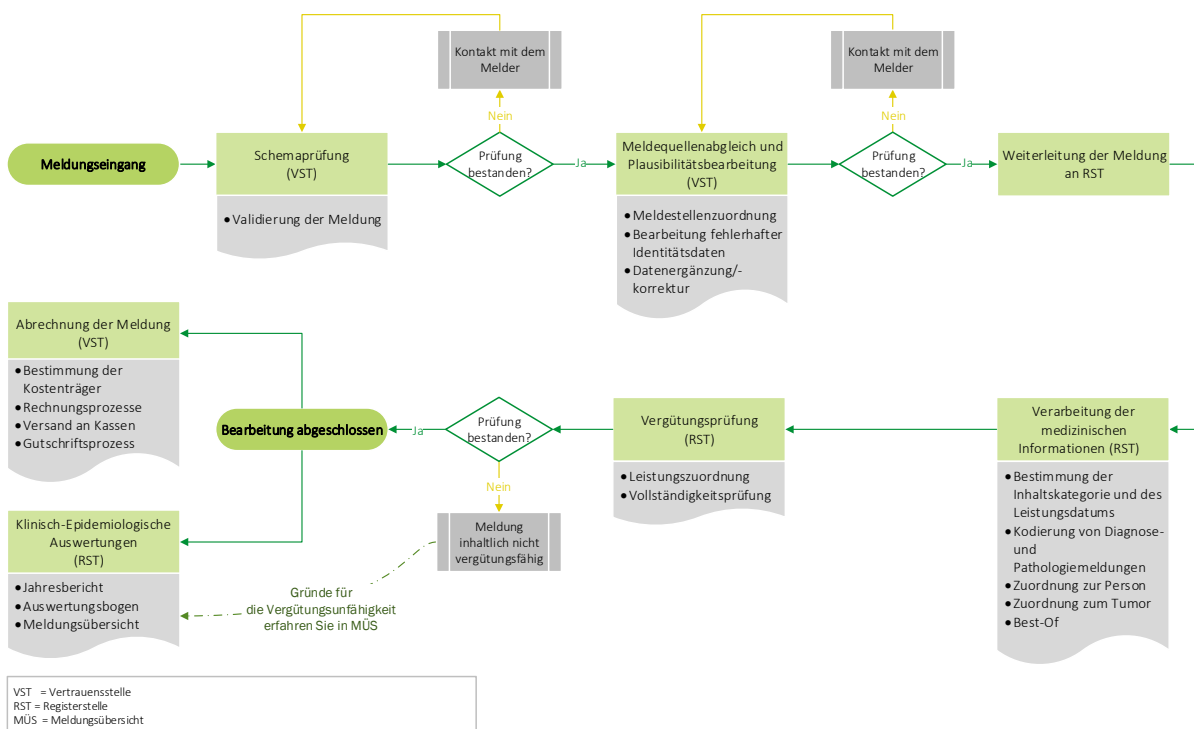 Kontakt mit dem
Melder
Kontakt mit dem
Melder
Nein
Nein
Meldungseingang
Schemaprüfung
(VST)
Prüfung
bestanden?
Ja
Meldequellenabgleich und
Plausibilitätsbearbeitung
(VST)
Prüfung
bestanden?
Ja
Weiterleitung der Meldung
an RST
• Validierung der Meldung
• Meldestellenzuordnung
• Bearbeitung fehlerhafter
Identitätsdaten
• Datenergänzung/-
korrektur
Abrechnung der Meldung
(VST)
• Bestimmung der
Kostenträger
• Rechnungsprozesse
• Versand an Kassen
• Gutschriftsprozess
Bearbeitung abgeschlossen
Ja
Prüfung
bestanden?
Vergütungsprüfung
(RST)
• Leistungszuordnung
• Vollständigkeitsprüfung
Verarbeitung der
medizinischen
Informationen (RST)
• Bestimmung der
Inhaltskategorie und des
Leistungsdatums
• Kodierung von Diagnose-
und
Pathologiemeldungen
• Zuordnung zur Person
• Zuordnung zum Tumor
• Best-Of
Nein
Meldung
inhaltlich nicht
vergütungsfähig
Klinisch-Epidemiologische
Auswertungen
(RST)
• Jahresbericht
• Auswertungsbogen
• Meldungsübersicht
Gründe für
die Vergütungsunfähigkeit
erfahren Sie in MÜS
VST = Vertrauensstelle
RST = Registerstelle
MÜS = Meldungsübersicht